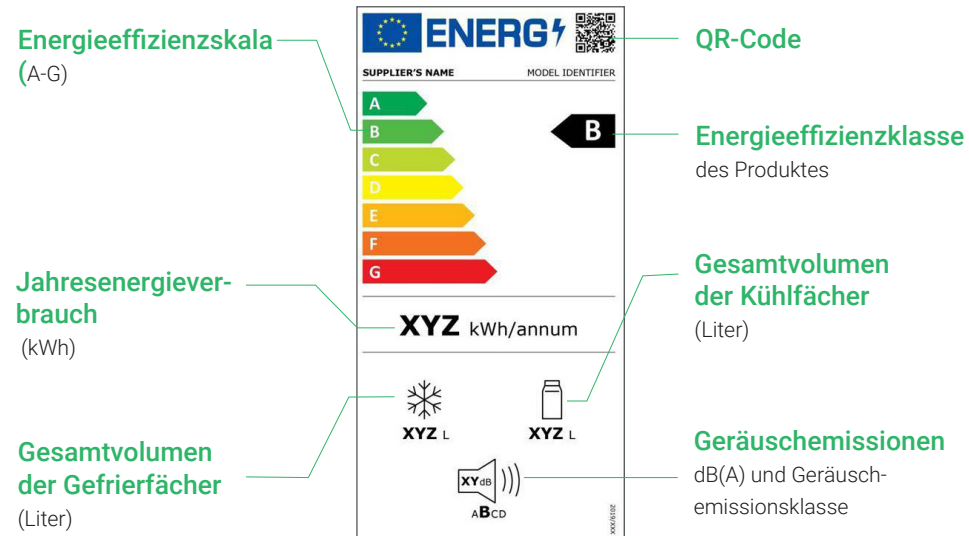 Energieeffizienzskala
(A-G)
Jahresenergiever-
brauch
(kWh)
Gesamtvolumen
der Gefrierfächer
(Liter)
ENERG
SUPPLIER'S NAME MODEL IDENTIFIER
A
B
C
D
E
F
G
B
XYZ kWh/annum
XYZ L
XYZ L
XYdB
ABCD
2019/XXX
QR-Code
Energieeffizienzklasse
des Produktes
Gesamtvolumen
der Kühlfächer
(Liter)
Geräuschemissionen
dB(A) und Geräusch-
emissionsklasse